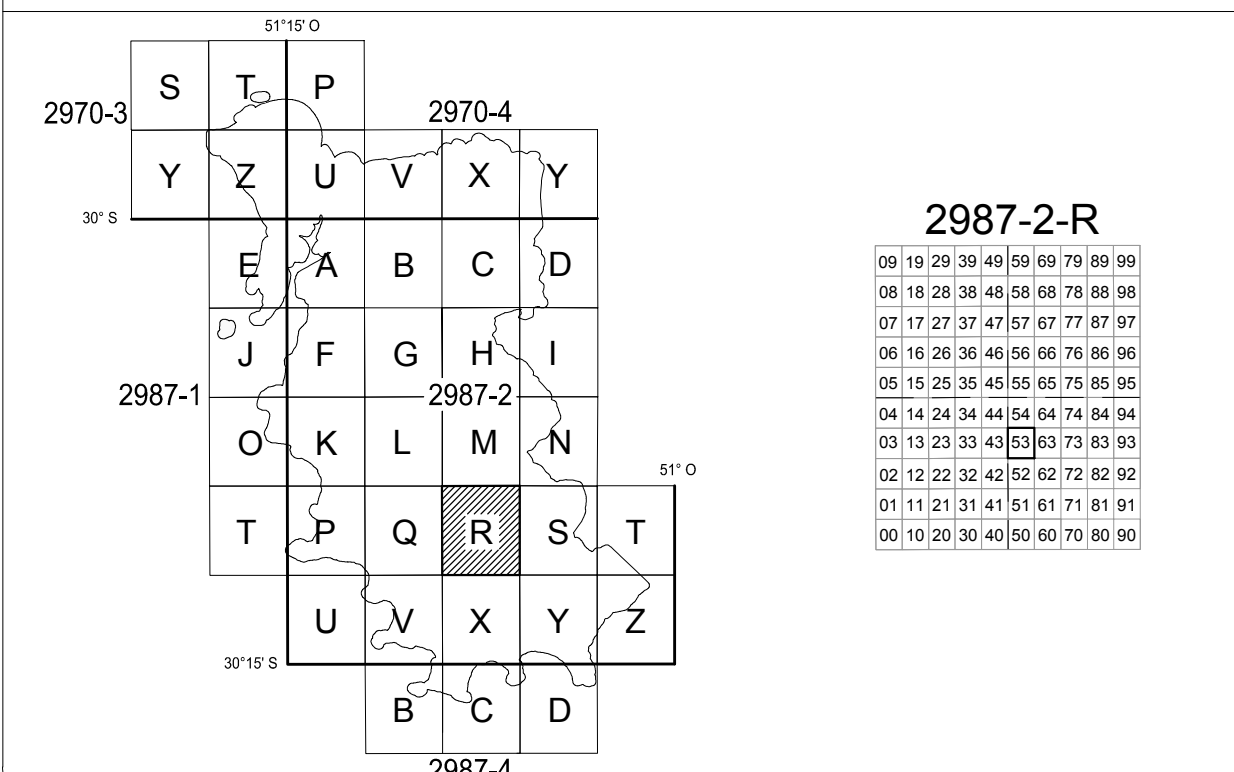 51°15' O
S T P
2970-3 2970-4
Y Z U V X Y
30° S
E A B C D
J F G H I
2987-1 2987-2
O K L M N
51° O
T P Q R S T
U V X Y Z
30°15' S
B C D
2987-4
2987-2-R
09 19 29 39 49 59 69 79 89 99
08 18 28 38 48 58 68 78 88 98
07 17 27 37 47 57 67 77 87 97
06 16 26 36 46 56 66 76 86 96
05 15 25 35 45 55 65 75 85 95
04 14 24 34 44 54 64 74 84 94
03 13 23 33 43 53 63 73 83 93
02 12 22 32 42 52 62 72 82 92
01 11 21 31 41 51 61 71 81 91
00 10 20 30 40 50 60 70 80 90